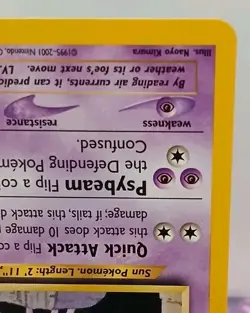 Sun Pokémon. Length: 2' 11",
Quick Attack Flip a co
this attack does 10 dam
damage; if tails, this attack d
Psybeam Flip a co
the Defending Pokém
Confused.
weakness resistance
By reading air currents, it can predic
weather or its foe's next move. LV.
Illus. Naoyo Kimura ©1995-2001 Nintendo, C